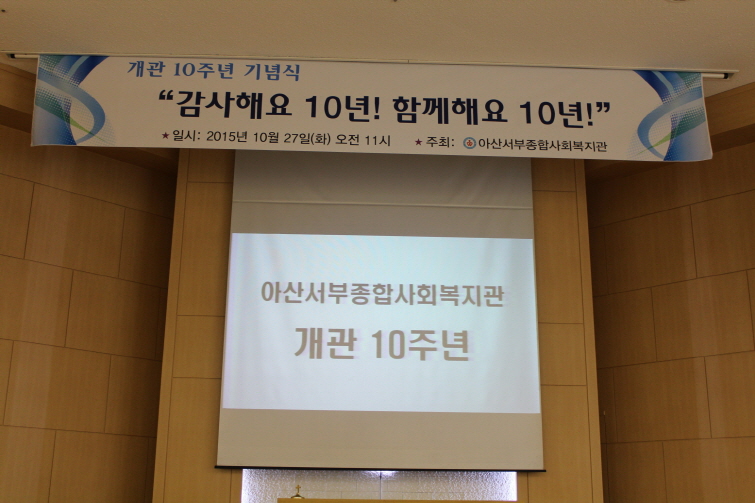 개관 10주년 기념식
“감사해요 10년! 함께해요 10년!”
★일시: 2015년 10월 27일(화) 오전 11시 ★주최: 아산서부종합사회복지관
아산서부종합사회복지관
개관 10주년